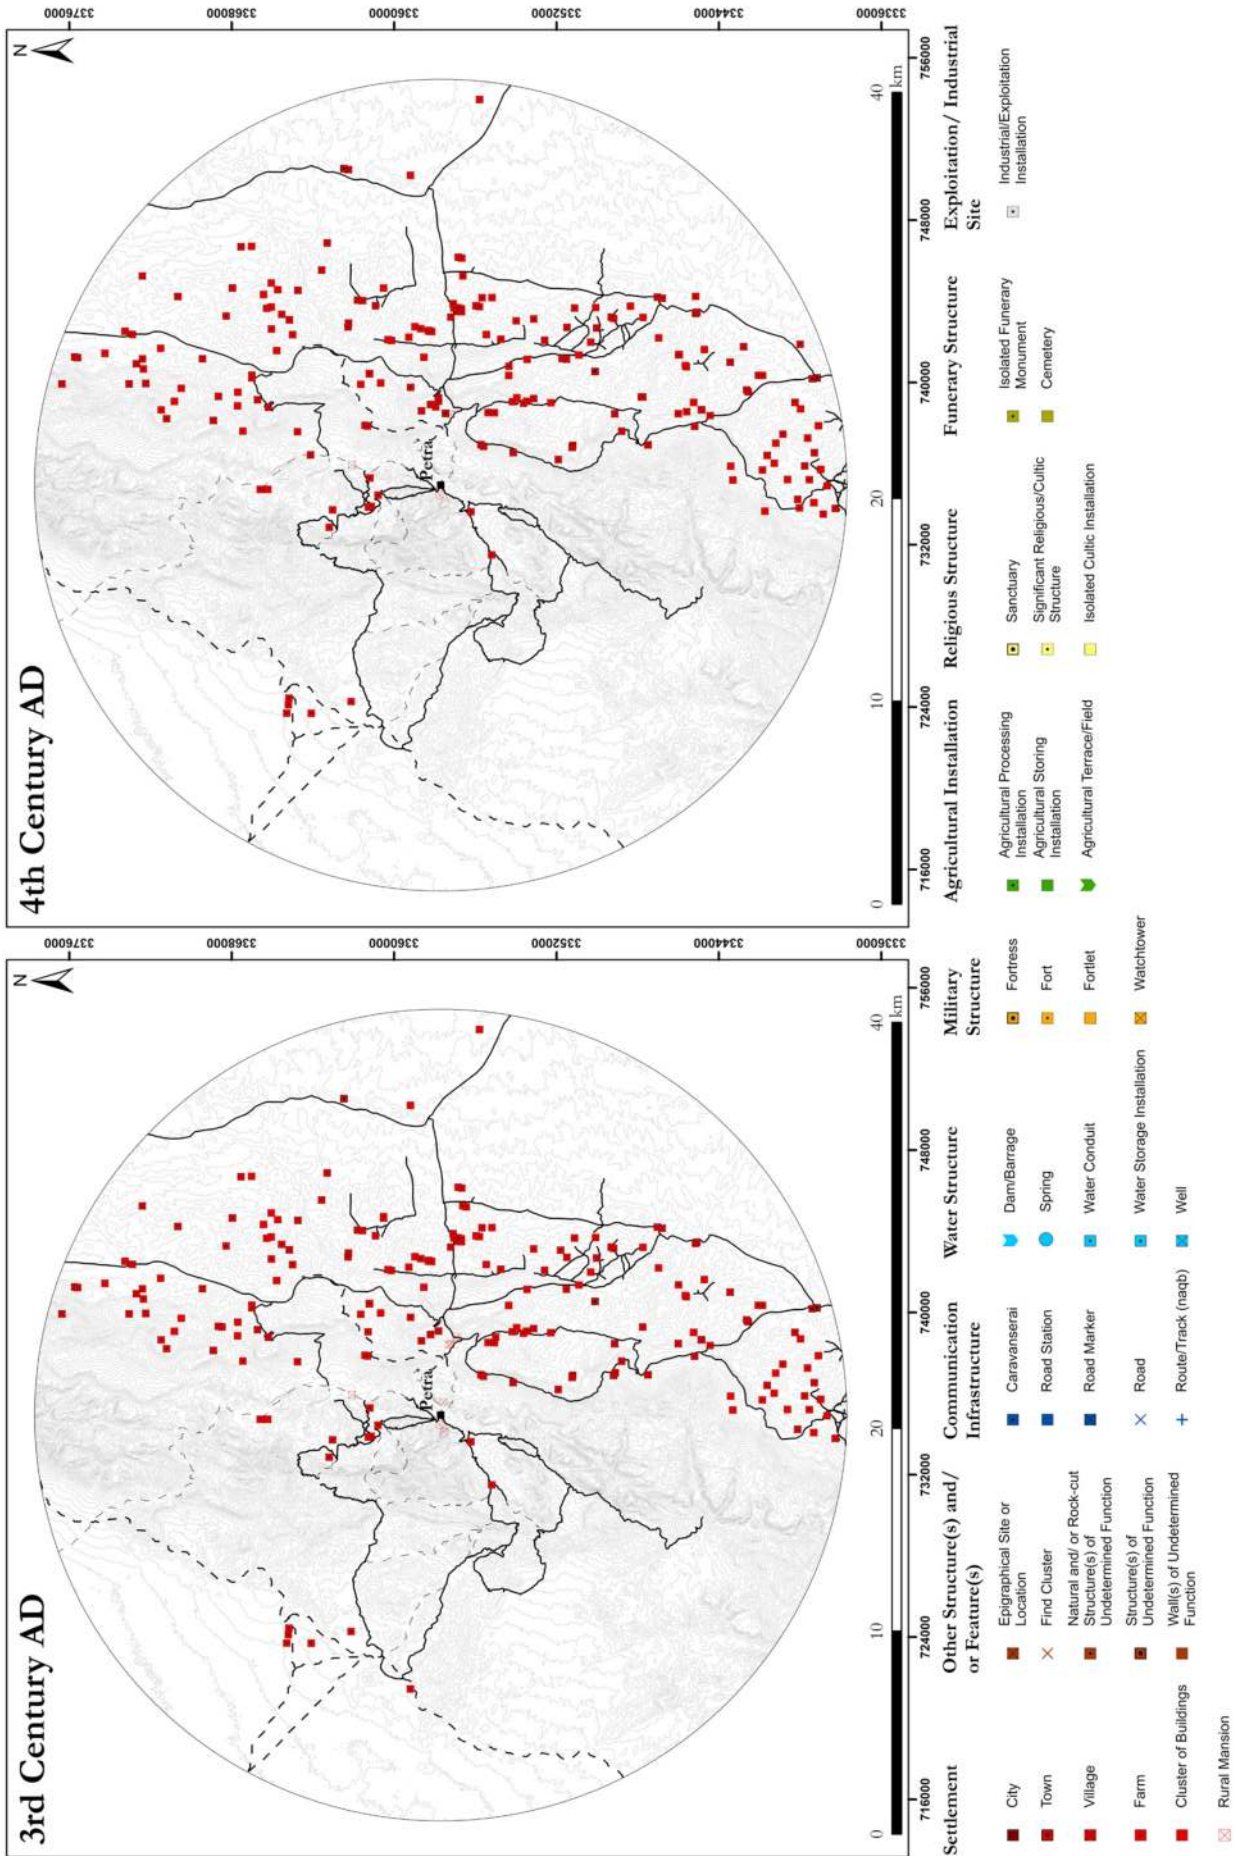 3rd Century AD
N
3376000
3368000
3360000
3352000
3344000
3336000
Petra
0
10
20
40
km
716000
724000
732000
740000
748000
756000
4th Century AD
N
3376000
3368000
3360000
3352000
3344000
3336000
Petra
0
10
20
40
km
716000
724000
732000
740000
748000
756000
Settlement
City
Town
Village
Farm
Cluster of Buildings
Rural Mansion
Other Structure(s) and/
or Feature(s)
Epigraphical Site or
Location
Find Cluster
Natural and/ or Rock-cut
Structure(s) of
Undetermined Function
Structure(s) of
Undetermined Function
Wall(s) of Undetermined
Function
Communication
Infrastructure
Caravanserai
Road Station
Road Marker
Road
Route/Track (naqb)
Water Structure
Dam/Barrage
Spring
Water Conduit
Water Storage Installation
Well
Military
Structure
Fortress
Fort
Fortlet
Watchtower
Agricultural Installation
Agricultural Processing
Installation
Agricultural Storing
Installation
Agricultural Terrace/Field
Religious Structure
Sanctuary
Significant Religious/Cultic
Structure
Isolated Cultic Installation
Funerary Structure
Isolated Funerary
Monument
Cemetery
Exploitation/ Industrial
Site
Industrial/Exploitation
Installation